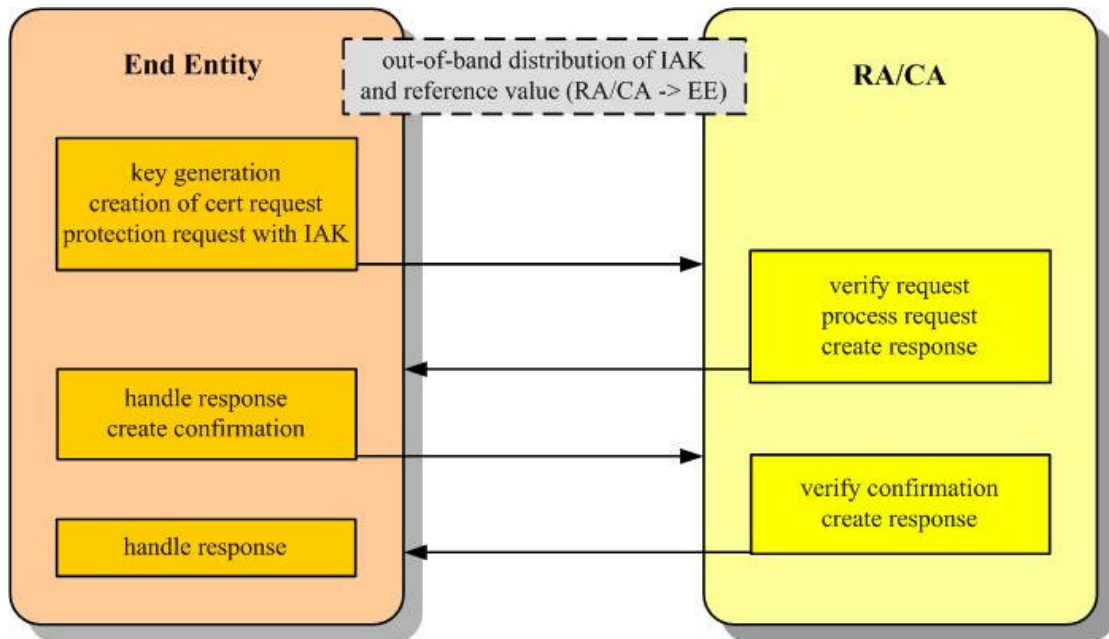 End Entity
out-of-band distribution of IAK
and reference value (RA/CA -> EE)
RA/CA
key generation
creation of cert request
protection request with IAK
verify request
process request
create response
handle response
create confirmation
verify confirmation
create response
handle response